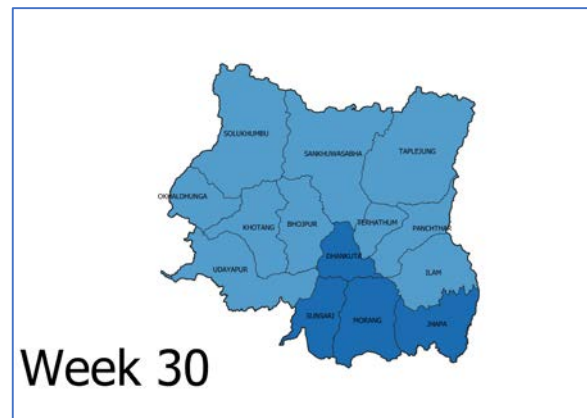 SOLUKHUMBU
SANKHUWASABHA
TAPLEJUNG
OKHALDHUNGA
KHOTANG
BHOJPUR
TERHATHUM
PANCHTHAR
DHANKUTA
UDAYAPUR
ILAM
SUNSARI
MORANG
JHAPA
Week 30